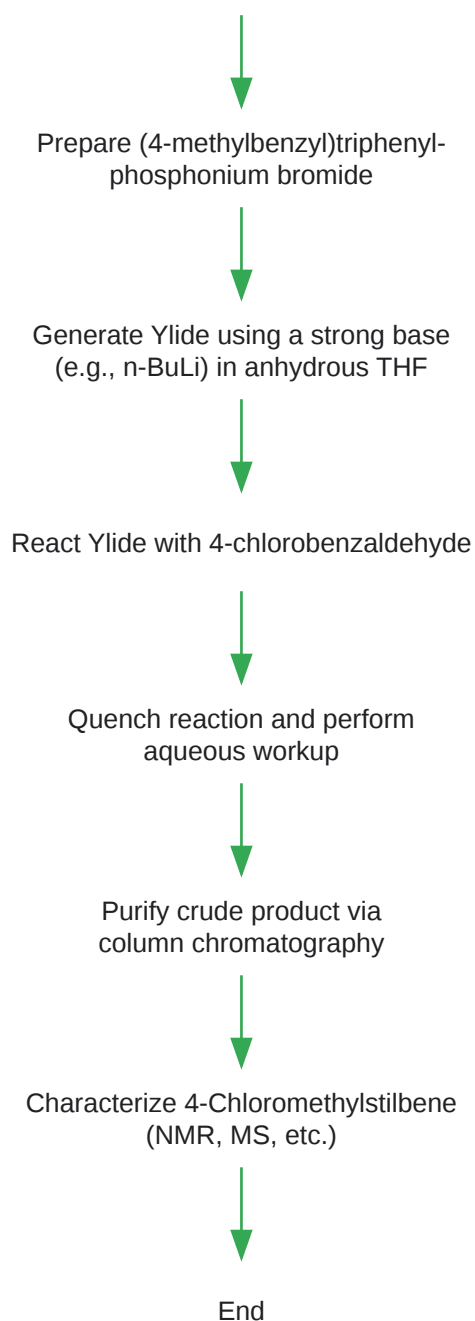 Prepare (4-methylbenzyl)triphenyl-
phosphonium bromide
Generate Ylide using a strong base
(e.g., n-BuLi) in anhydrous THF
React Ylide with 4-chlorobenzaldehyde
Quench reaction and perform
aqueous workup
Purify crude product via
column chromatography
Characterize 4-Chloromethylstilbene
(NMR, MS, etc.)
End